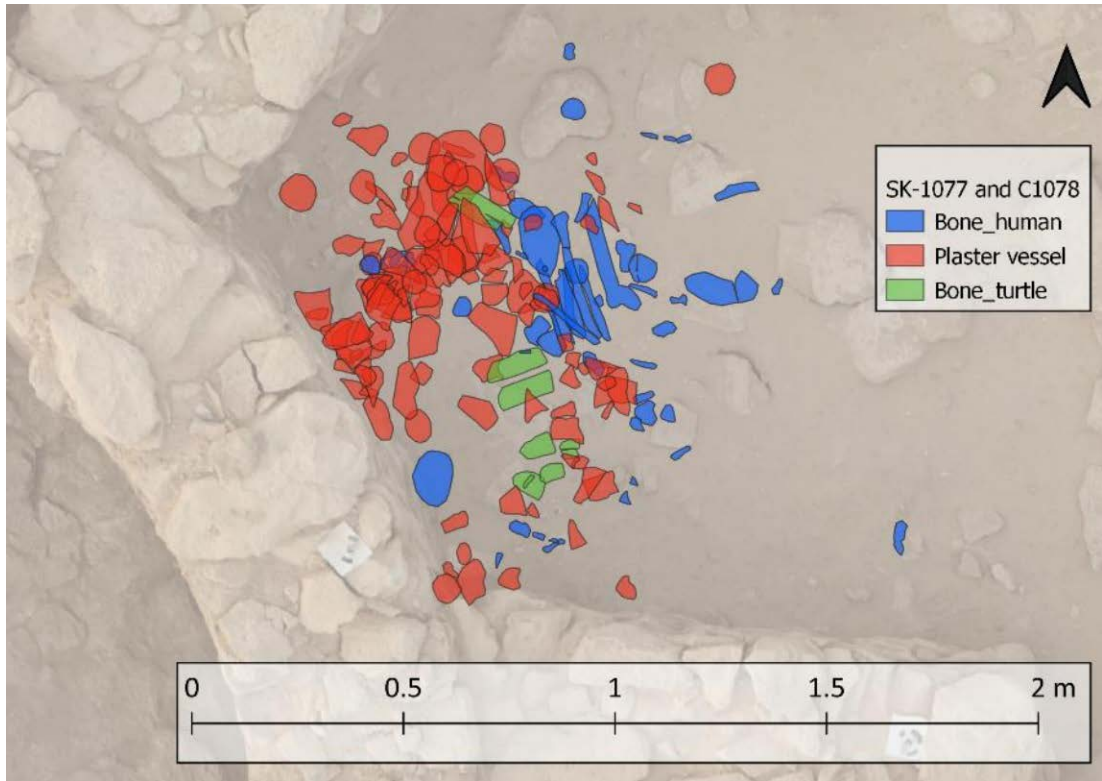 SK-1077 and C1078
Bone_human
Plaster vessel
Bone_turtle
0 0.5 1 1.5 2 m